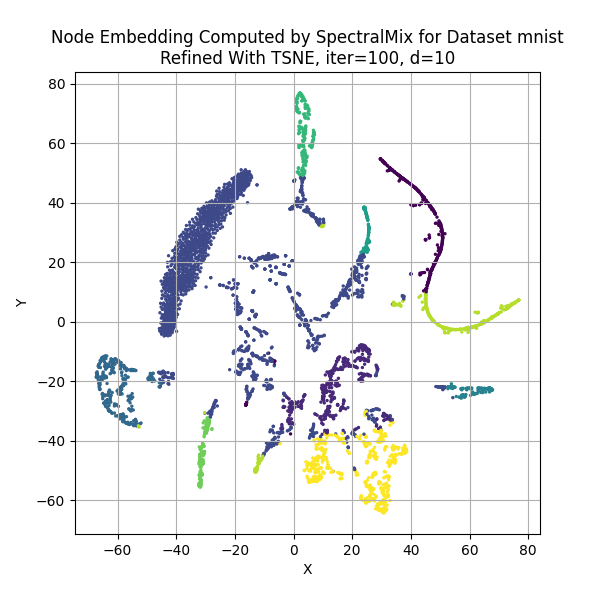 Node Embedding Computed by SpectralMix for Dataset mnist
Refined With TSNE, iter=100, d=10
80
60
40
20
0
−20
−40
−60
Y
−60 −40 −20 0 20 40 60 80
X